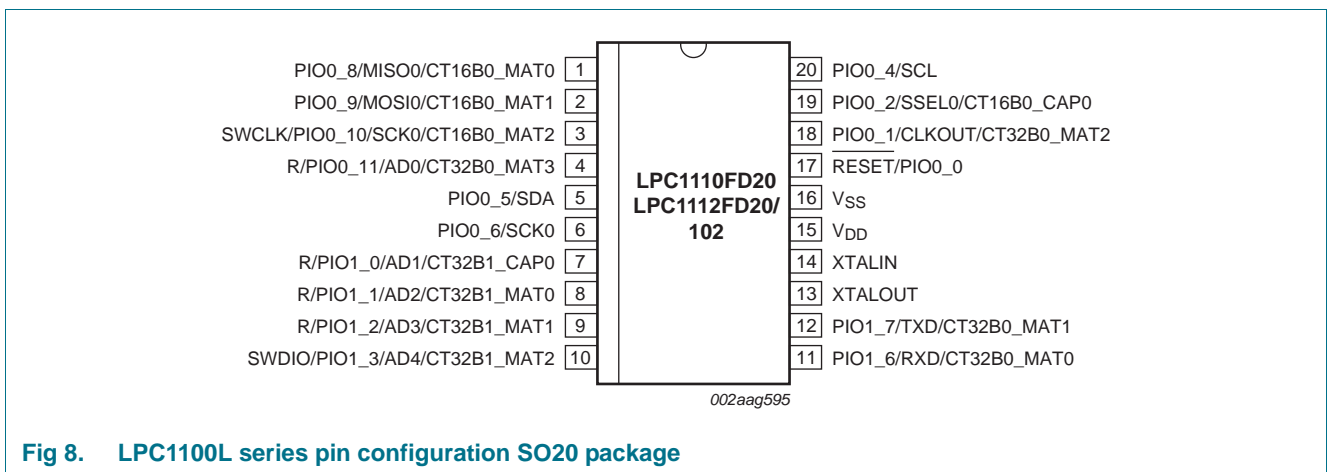 PIO0_8/MISO0/CT16B0_MAT0 1 20 PIO0_4/SCL
PIO0_9/MOSI0/CT16B0_MAT1 2 19 PIO0_2/SSEL0/CT16B0_CAP0
SWCLK/PIO0_10/SCK0/CT16B0_MAT2 3 18 PIO0_1/CLKOUT/CT32B0_MAT2
R/PIO0_11/AD0/CT32B0_MAT3 4 17 RESET/PIO0_0
PIO0_5/SDA 5 16 VSS
PIO0_6/SCK0 6 15 VDD
R/PIO1_0/AD1/CT32B1_CAP0 7 14 XTALIN
R/PIO1_1/AD2/CT32B1_MAT0 8 13 XTALOUT
R/PIO1_2/AD3/CT32B1_MAT1 9 12 PIO1_7/TXD/CT32B0_MAT1
SWDIO/PIO1_3/AD4/CT32B1_MAT2 10 11 PIO1_6/RXD/CT32B0_MAT0
LPC1110FD20
LPC1112FD20/
102
002aag595
Fig 8. LPC1100L series pin configuration SO20 package